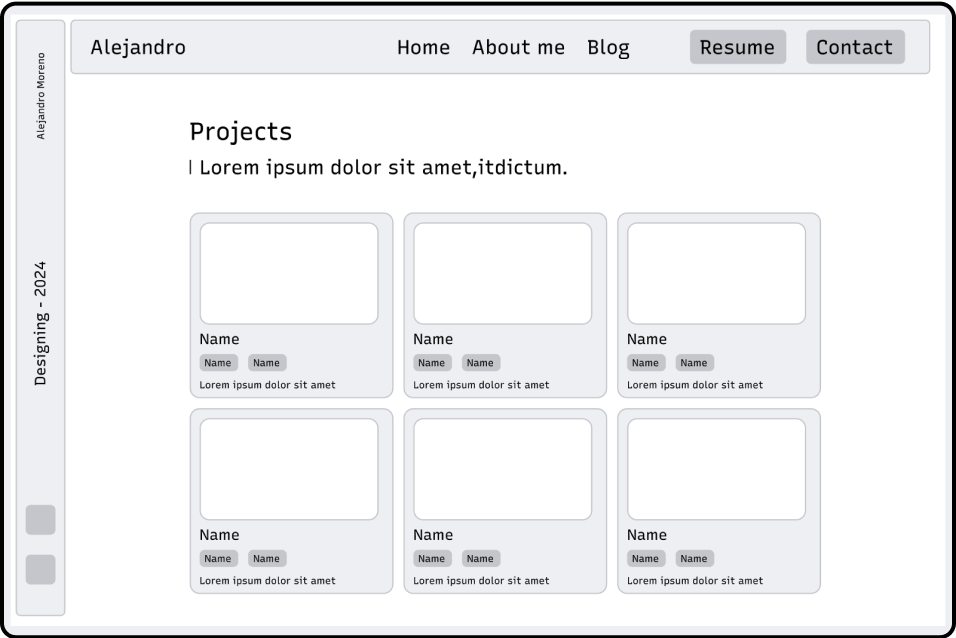 Alejandro Moreno
Designing - 2024
Alejandro Home About me Blog Resume Contact
Projects
Lorem ipsum dolor sit amet,itdictum.
Name Name Name
Name Name Name Name Name Name
Lorem ipsum dolor sit amet Lorem ipsum dolor sit amet Lorem ipsum dolor sit amet
Name Name Name
Name Name Name Name Name Name
Lorem ipsum dolor sit amet Lorem ipsum dolor sit amet Lorem ipsum dolor sit amet